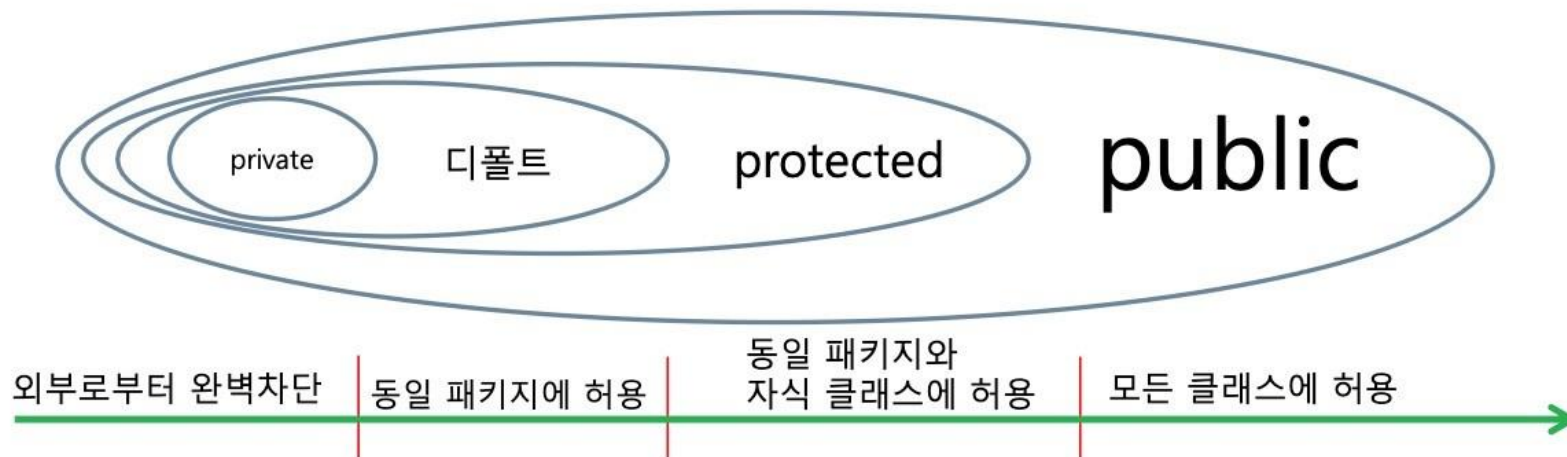 private
디폴트
protected
public
외부로부터 완벽차단
동일 패키지에 허용
동일 패키지와
자식 클래스에 허용
모든 클래스에 허용